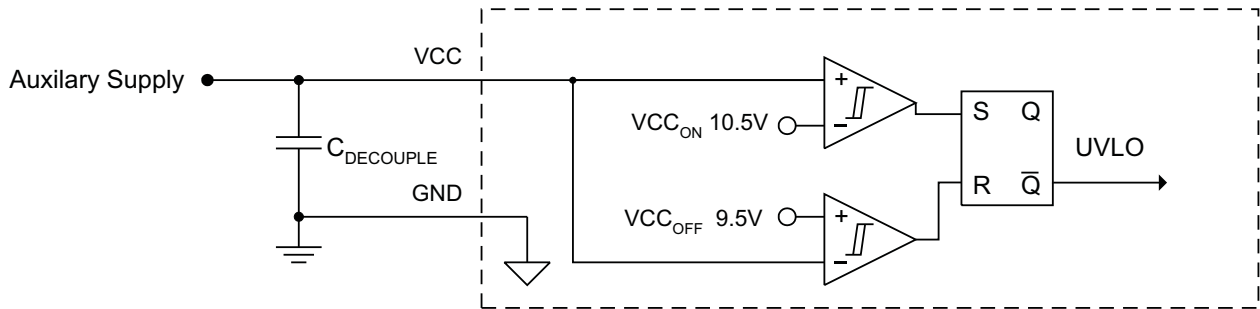 VCC
Auxilary Supply
+
VCC_ON 10.5V
–
S Q
UVLO
C_DECOUPLE
GND
R Q̅
VCC_OFF 9.5V
+
–